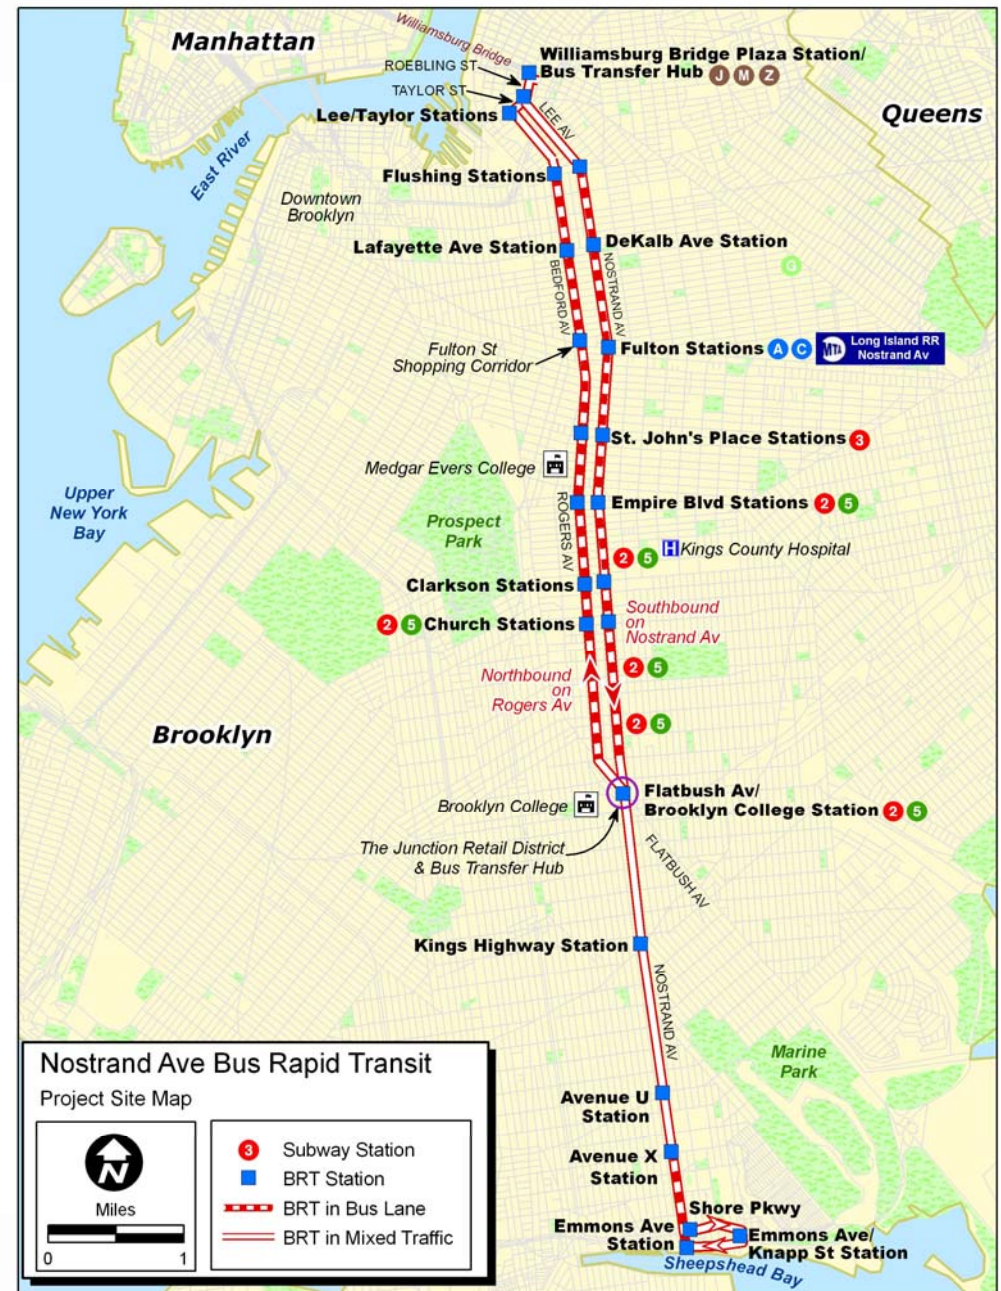 Manhattan
Williamsburg Bridge
ROEBLING ST
Williamsburg Bridge Plaza Station/
Bus Transfer Hub J M Z
TAYLOR ST
Lee/Taylor Stations
LEE AV
Queens
East River
Flushing Stations
Downtown
Brooklyn
Lafayette Ave Station
DeKalb Ave Station
BEDFORD AV
NOSTRAND AV
G
Fulton St
Shopping Corridor
Fulton Stations A C
MTA
Long Island RR
Nostrand Av
St. John's Place Stations 3
Medgar Evers College
Upper
New York
Bay
Prospect
Park
ROGERS AV
Empire Blvd Stations 2 5
2 5
H Kings County Hospital
Clarkson Stations
2 5 Church Stations
Southbound
on
Nostrand Av
2 5
Northbound
on
Rogers Av
2 5
Brooklyn
Flatbush Av/
Brooklyn College Station 2 5
Brooklyn College
The Junction Retail District
& Bus Transfer Hub
FLATBUSH AV
Kings Highway Station
NOSTRAND AV
Marine
Park
Avenue U
Station
Avenue X
Station
Shore Pkwy
Emmons Ave
Station
Emmons Ave/
Knapp St Station
Sheepshead Bay
Nostrand Ave Bus Rapid Transit
Project Site Map
N
Miles
0 1
3 Subway Station
BRT Station
BRT in Bus Lane
BRT in Mixed Traffic